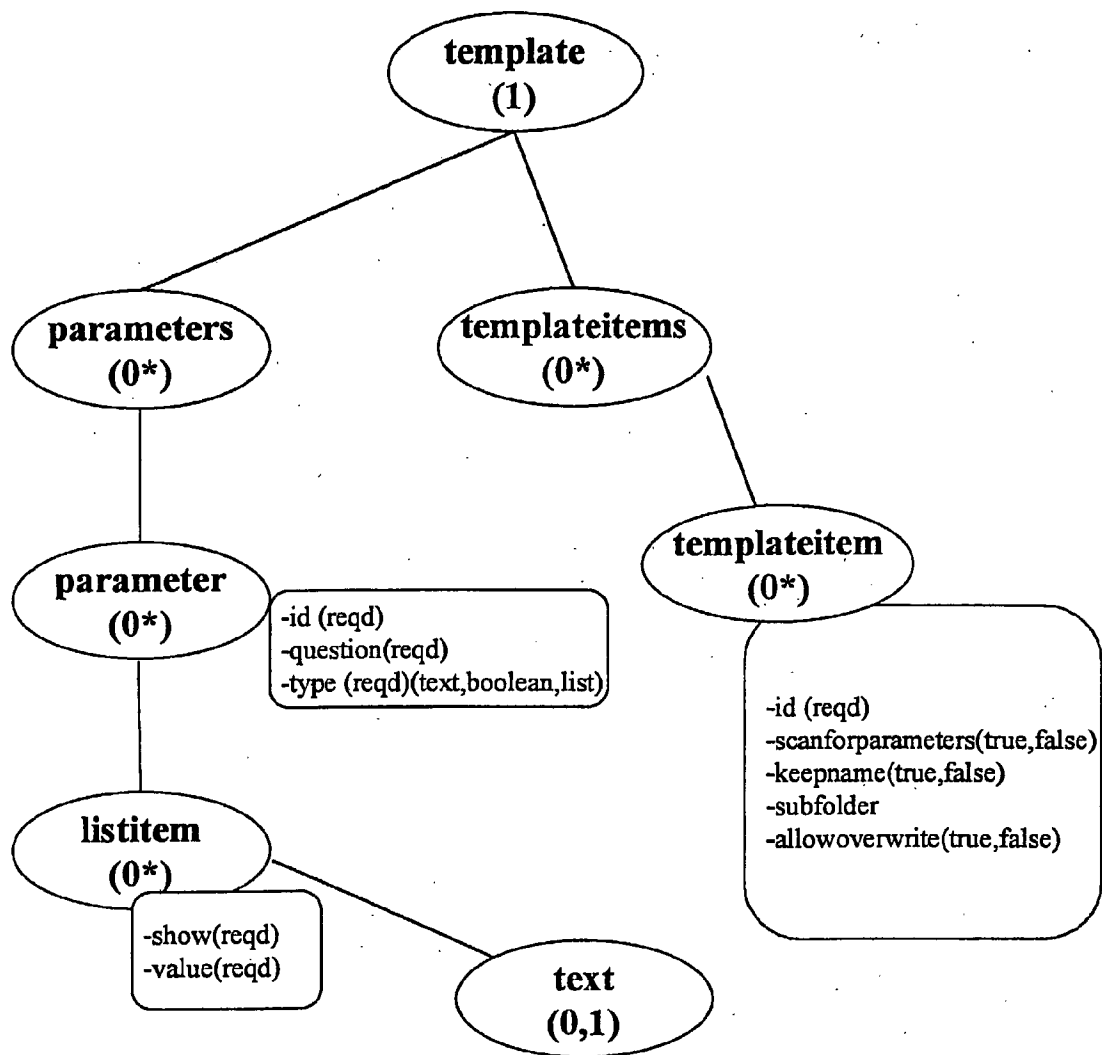 template
(1)
parameters
(0*)
templateitems
(0*)
parameter
(0*)
-id (reqd)
-question(reqd)
-type (reqd)(text,boolean,list)
templateitem
(0*)
-id (reqd)
-scanforparameters(true,false)
-keepname(true,false)
-subfolder
-allowoverwrite(true,false)
listitem
(0*)
-show(reqd)
-value(reqd)
text
(0,1)